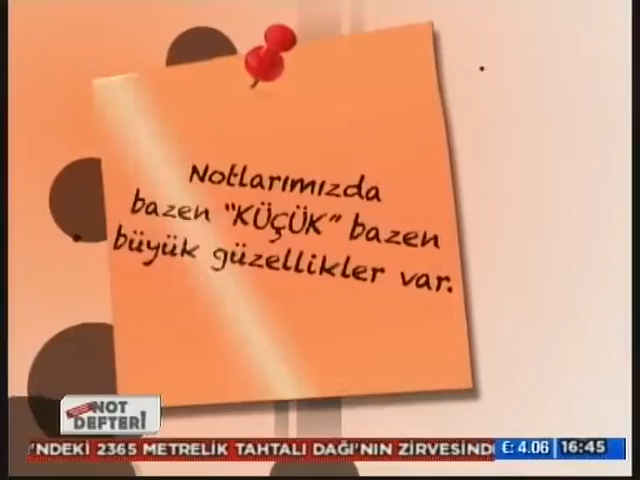 Notlarımızda
bazen "KÜÇÜK" bazen
büyük güzellikler var.
NOT
DEFTERİ
'NDEKİ 2365 METRELİK TAHTALI DAĞI'NIN ZİRVESİND
€: 4.06 16:45